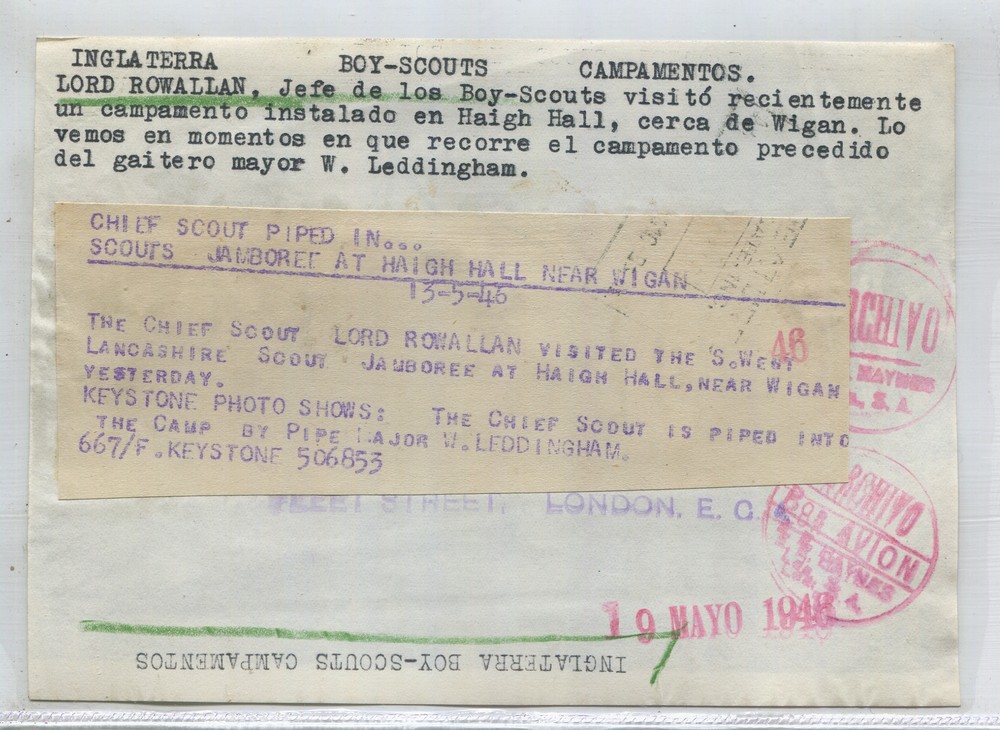 INGLATERRA BOY-SCOUTS CAMPAMENTOS.
LORD ROWALLAN, Jefe de los Boy-Scouts visitó recientemente
un campamento instalado en Haigh Hall, cerca de Wigan. Lo
vemos en momentos en que recorre el campamento precedido
del gaitero mayor W. Leddingham.
CHIEF SCOUT PIPED IN...
SCOUTS JAMBOREE AT HAIGH HALL NEAR WIGAN
13-5-46
THE CHIEF SCOUT LORD ROWALLAN VISITED THE S.WEST
LANCASHIRE SCOUT JAMBOREE AT HAIGH HALL, NEAR WIGAN
YESTERDAY.
KEYSTONE PHOTO SHOWS: THE CHIEF SCOUT IS PIPED INTO
THE CAMP BY PIPE MAJOR W. LEDDINGHAM.
667/F. KEYSTONE 506853
46
ARCHIVO
HAYNES
S. A.
FLEET STREET, LONDON. E. C.
ARCHIVO
POR AVION
HAYNES
19 MAYO 1946
INGLATERRA BOY-SCOUTS CAMPAMENTOS